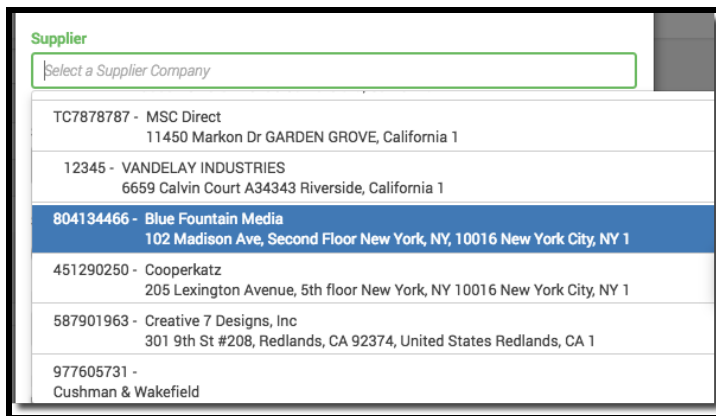 Supplier
Select a Supplier Company
TC7878787 - MSC Direct
11450 Markon Dr GARDEN GROVE, California 1
12345 - VANDELAY INDUSTRIES
6659 Calvin Court A34343 Riverside, California 1
804134466 - Blue Fountain Media
102 Madison Ave, Second Floor New York, NY, 10016 New York City, NY 1
451290250 - Cooperkatz
205 Lexington Avenue, 5th floor New York, NY 10016 New York City, NY 1
587901963 - Creative 7 Designs, Inc
301 9th St #208, Redlands, CA 92374, United States Redlands, CA 1
977605731 -
Cushman & Wakefield